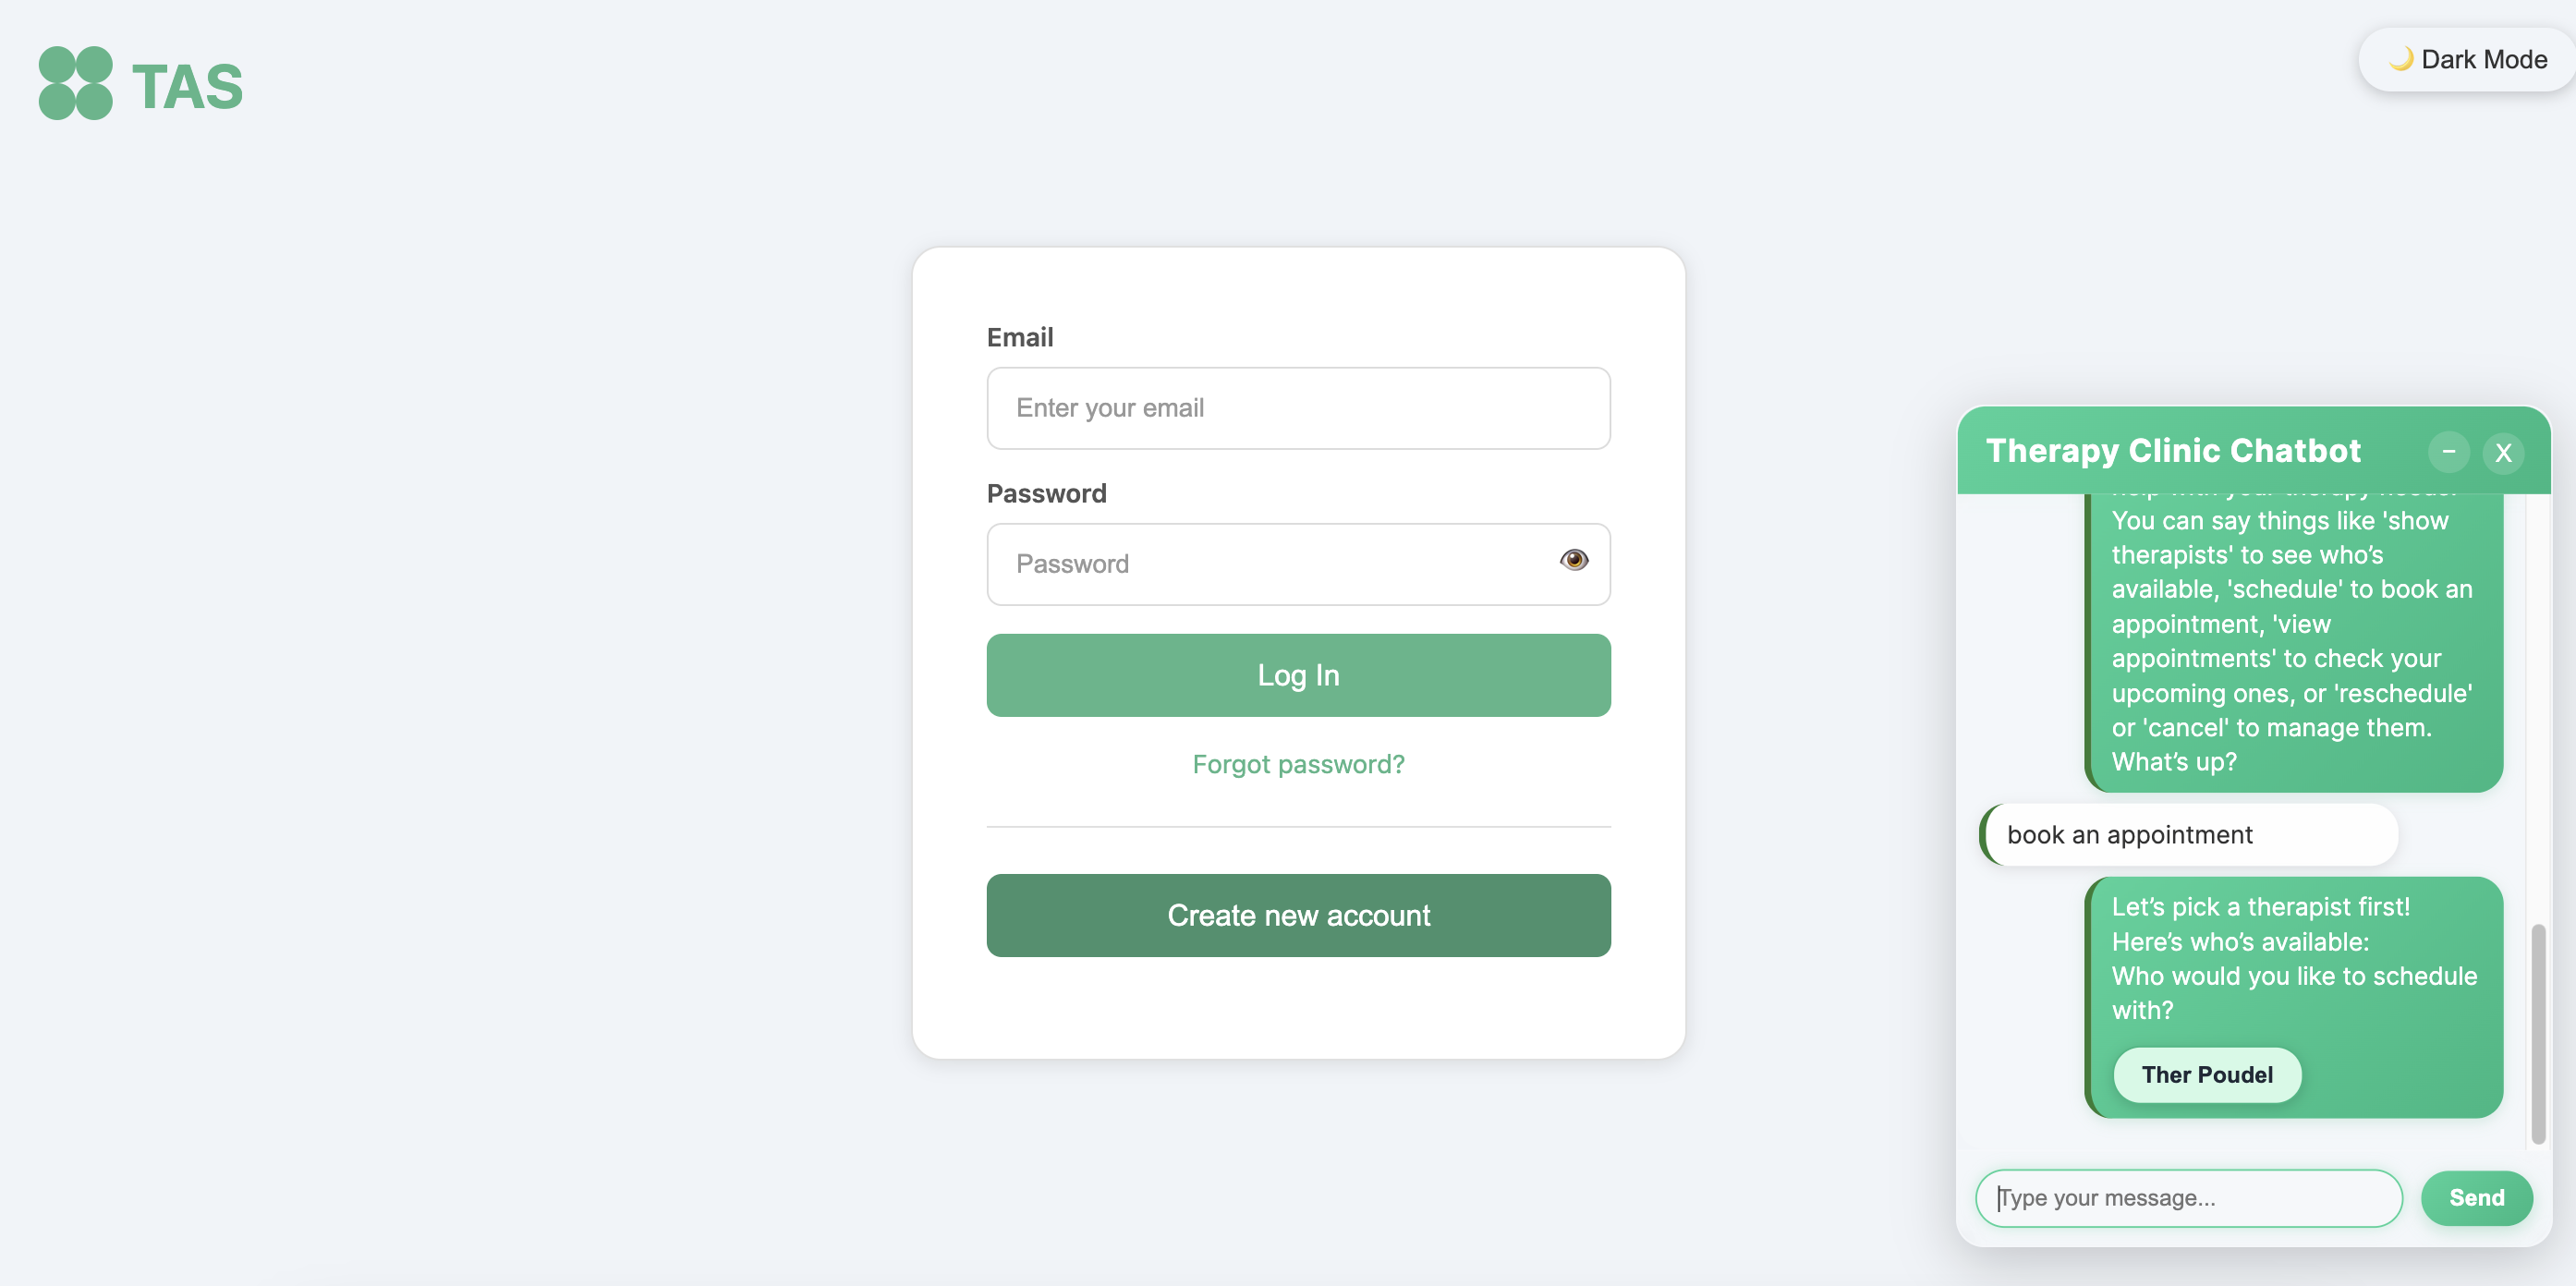 TAS
🌙 Dark Mode
Email
Enter your email
Password
Password
Log In
Forgot password?
Create new account
Therapy Clinic Chatbot
– X
You can say things like 'show
therapists' to see who’s
available, 'schedule' to book an
appointment, 'view
appointments' to check your
upcoming ones, or 'reschedule'
or 'cancel' to manage them.
What’s up?
book an appointment
Let’s pick a therapist first!
Here’s who’s available:
Who would you like to schedule
with?
Ther Poudel
Type your message...
Send